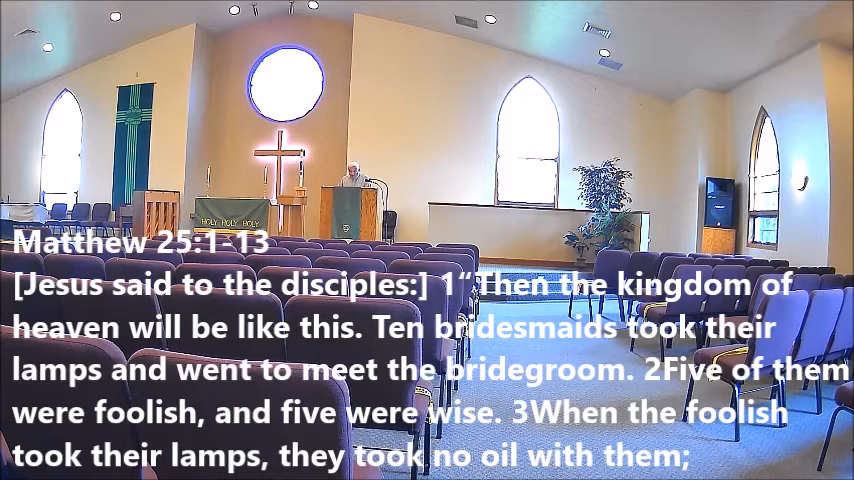 HOLY HOLY HOLY
Matthew 25:1-13
[Jesus said to the disciples:] 1“Then the kingdom of
heaven will be like this. Ten bridesmaids took their
lamps and went to meet the bridegroom. 2Five of them
were foolish, and five were wise. 3When the foolish
took their lamps, they took no oil with them;